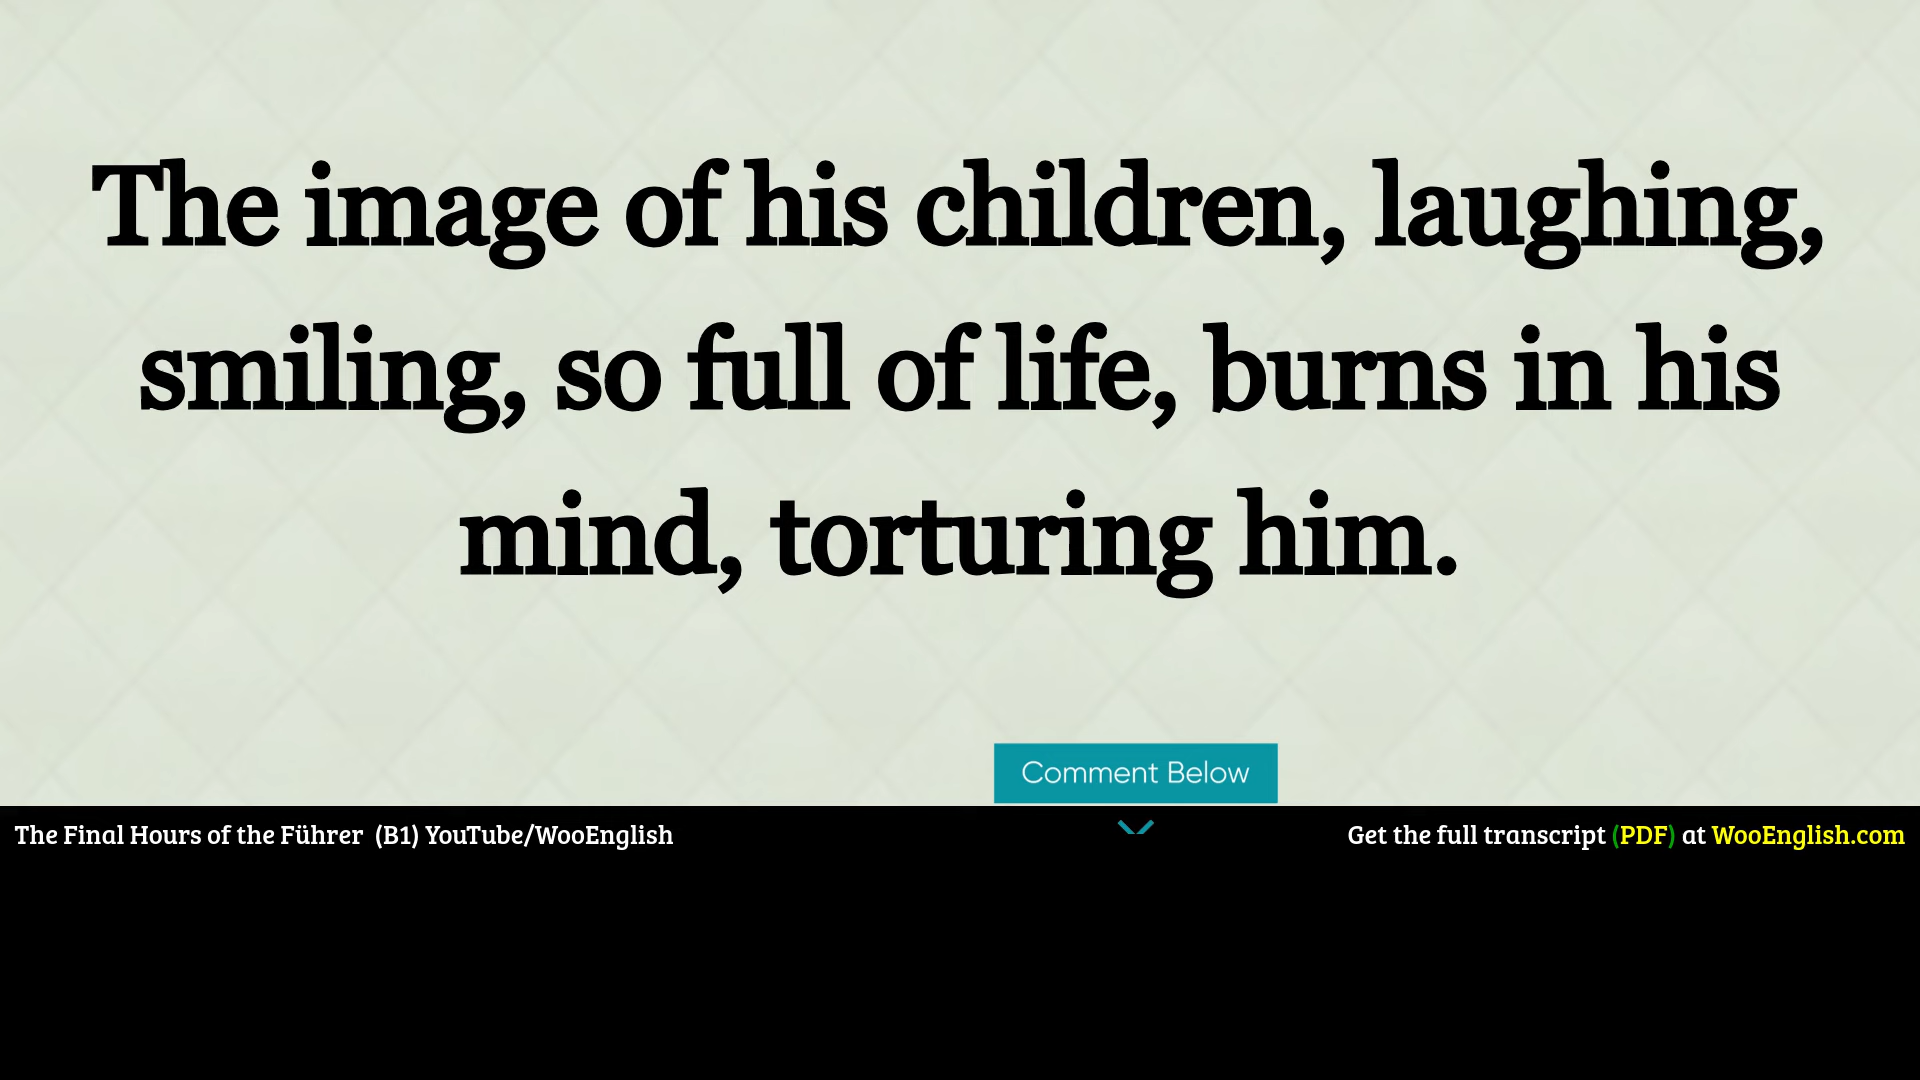 The image of his children, laughing,
smiling, so full of life, burns in his
mind, torturing him.
Comment Below
The Final Hours of the Führer (B1) YouTube/WooEnglish
Get the full transcript (PDF) at WooEnglish.com